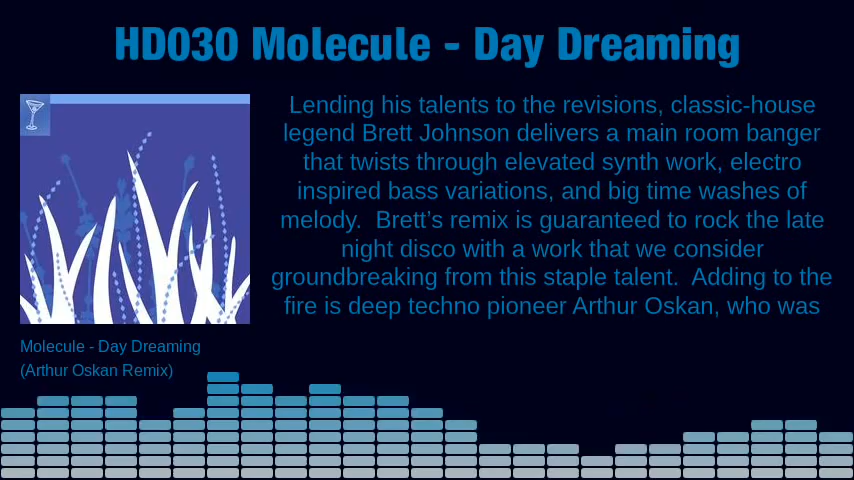 HD030 Molecule - Day Dreaming
Lending his talents to the revisions, classic-house
legend Brett Johnson delivers a main room banger
that twists through elevated synth work, electro
inspired bass variations, and big time washes of
melody.  Brett’s remix is guaranteed to rock the late
night disco with a work that we consider
groundbreaking from this staple talent.  Adding to the
fire is deep techno pioneer Arthur Oskan, who was
Molecule - Day Dreaming
(Arthur Oskan Remix)